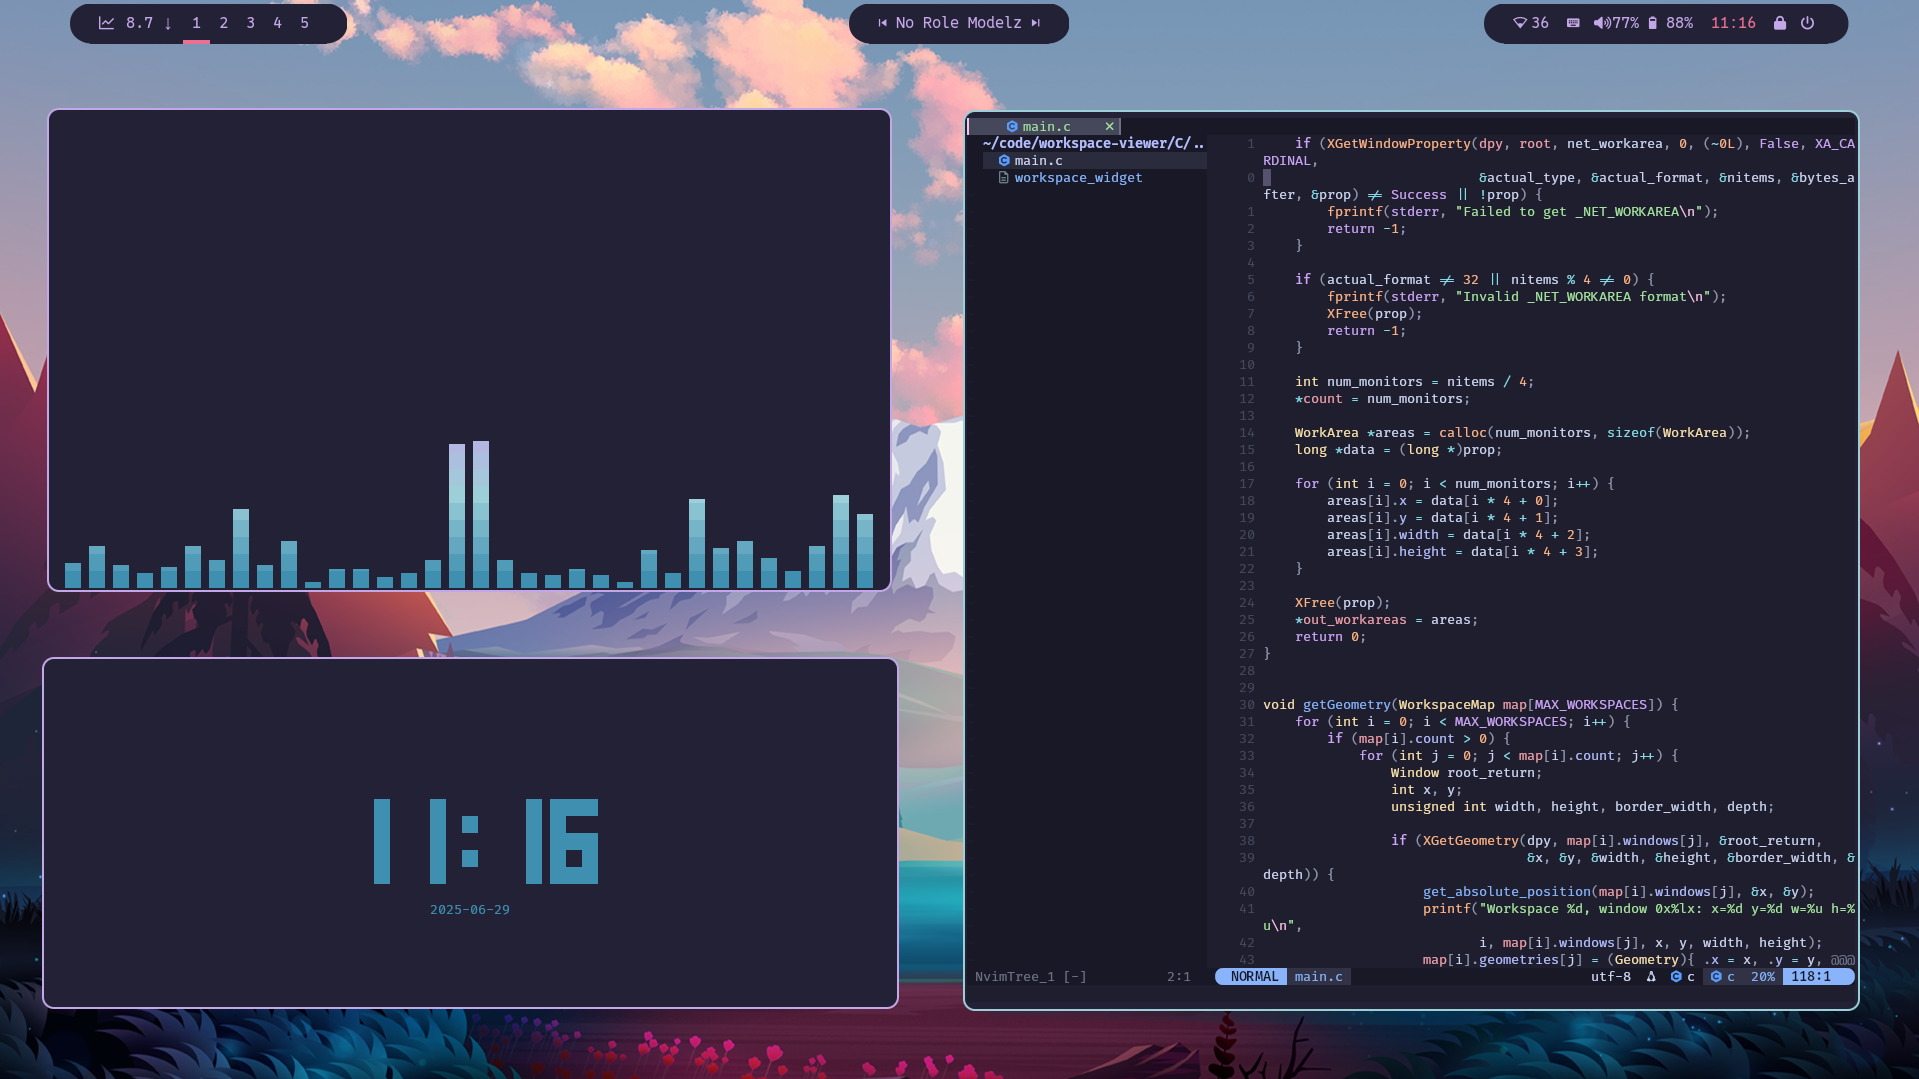 8.7 ↓ 1 2 3 4 5
No Role Modelz
36 77% 88% 11:16
11:16
2025-06-29
main.c ✕
~/code/workspace-viewer/C/..
main.c
workspace_widget
1 if (XGetWindowProperty(dpy, root, net_workarea, 0, (~0L), False, XA_CA
RDINAL,
0 &actual_type, &actual_format, &nitems, &bytes_a
fter, &prop) != Success || !prop) {
1 fprintf(stderr, "Failed to get _NET_WORKAREA\n");
2 return -1;
3 }
4
5 if (actual_format != 32 || nitems % 4 != 0) {
6 fprintf(stderr, "Invalid _NET_WORKAREA format\n");
7 XFree(prop);
8 return -1;
9 }
10
11 int num_monitors = nitems / 4;
12 *count = num_monitors;
13
14 WorkArea *areas = calloc(num_monitors, sizeof(WorkArea));
15 long *data = (long *)prop;
16
17 for (int i = 0; i < num_monitors; i++) {
18 areas[i].x = data[i * 4 + 0];
19 areas[i].y = data[i * 4 + 1];
20 areas[i].width = data[i * 4 + 2];
21 areas[i].height = data[i * 4 + 3];
22 }
23
24 XFree(prop);
25 *out_workareas = areas;
26 return 0;
27 }
28
29
30 void getGeometry(WorkspaceMap map[MAX_WORKSPACES]) {
31 for (int i = 0; i < MAX_WORKSPACES; i++) {
32 if (map[i].count > 0) {
33 for (int j = 0; j < map[i].count; j++) {
34 Window root_return;
35 int x, y;
36 unsigned int width, height, border_width, depth;
37
38 if (XGetGeometry(dpy, map[i].windows[j], &root_return,
39 &x, &y, &width, &height, &border_width, &
depth)) {
40 get_absolute_position(map[i].windows[j], &x, &y);
41 printf("Workspace %d, window 0x%lx: x=%d y=%d w=%u h=%
u\n",
42 i, map[i].windows[j], x, y, width, height);
43 map[i].geometries[j] = (Geometry){ .x = x, .y = y, @@@
NvimTree_1 [-] 2:1
NORMAL main.c utf-8 c c 20% 118:1